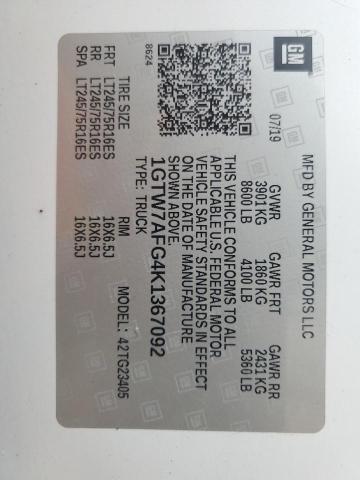 GM
MFD BY GENERAL MOTORS LLC
07/19
GVWR GAWR FRT GAWR RR
3901 KG 1860 KG 2431 KG
8600 LB 4100 LB 5360 LB
THIS VEHICLE CONFORMS TO ALL
APPLICABLE U.S. FEDERAL MOTOR
VEHICLE SAFETY STANDARDS IN EFFECT
ON THE DATE OF MANUFACTURE
SHOWN ABOVE.
1GTW7AFG4K1367092
TYPE: TRUCK
MODEL: 42TG23405
8624
TIRE SIZE RIM
FRT LT245/75R16ES 16X6.5J
RR LT245/75R16ES 16X6.5J
SPA LT245/75R16ES 16X6.5J